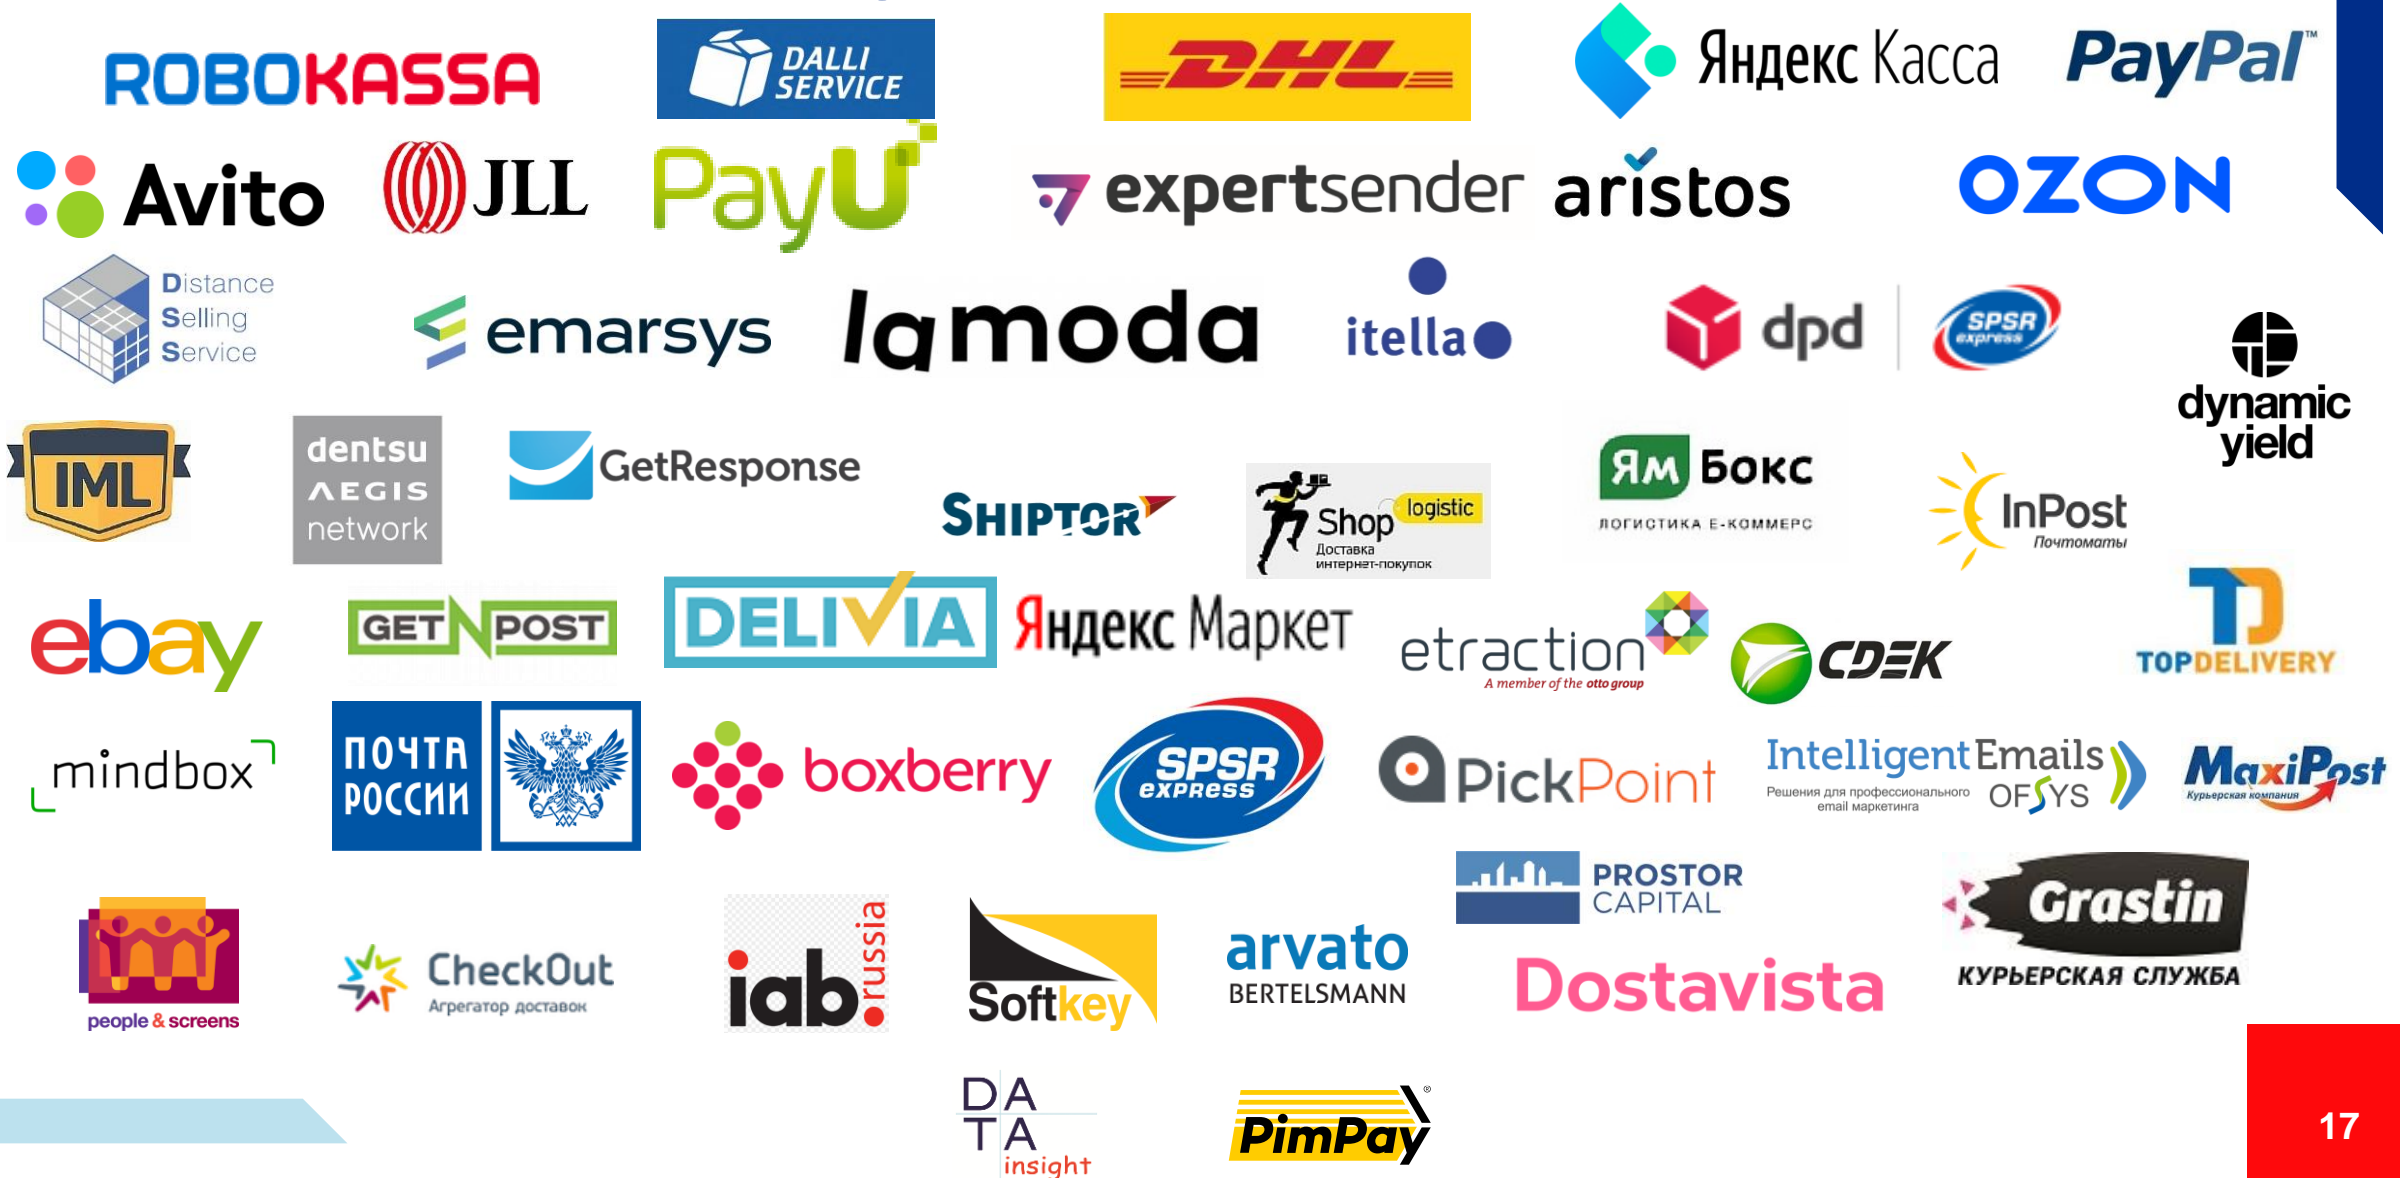 ROBOKASSA
DALLI
SERVICE
DHL
Яндекс Касса
PayPal™
Avito
JLL
PayU
expertsender
aristos
OZON
Distance
Selling
Service
emarsys
lamoda
itella
dpd
SPSR
express
dynamic
yield
IML
dentsu
AEGIS
network
GetResponse
SHIPTOR
Shop
logistic
Доставка
интернет-покупок
Ям Бокс
ЛОГИСТИКА Е-КОММЕРС
InPost
Почтоматы
ebay
GET N POST
DELIVIA
Яндекс Маркет
etraction
A member of the otto group
CDEK
TOPDELIVERY
mindbox
ПОЧТА
РОССИИ
boxberry
SPSR
express
PickPoint
Intelligent Emails
Решения для профессионального
email маркетинга
OFSYS
MaxiPost
Курьерская компания
people & screens
CheckOut
Агрегатор доставок
iab.russia
Softkey
arvato
BERTELSMANN
PROSTOR
CAPITAL
Dostavista
Grastin
КУРЬЕРСКАЯ СЛУЖБА
DA
TA
insight
PimPay®
17